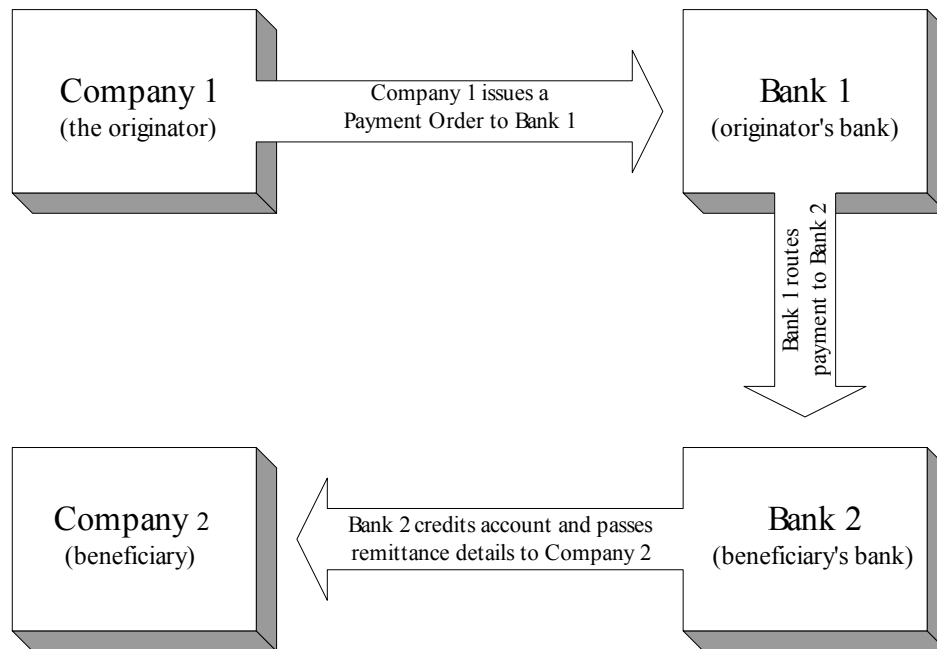 Company 1
(the originator)
Company 1 issues a
Payment Order to Bank 1
Bank 1
(originator's bank)
Bank 1 routes
payment to Bank 2
Company 2
(beneficiary)
Bank 2 credits account and passes
remittance details to Company 2
Bank 2
(beneficiary's bank)